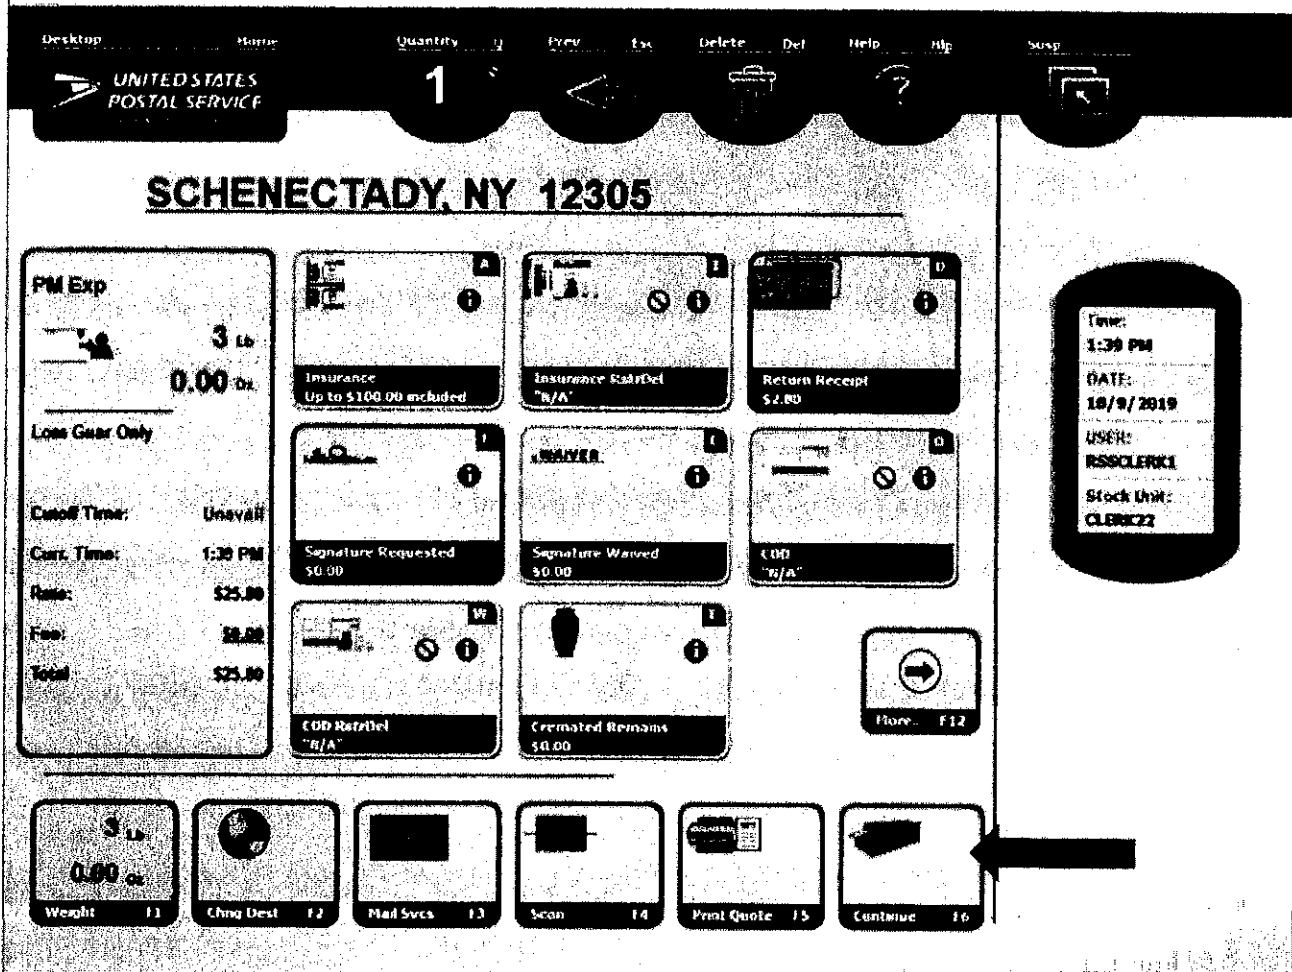 Desktop Home Quantity Q Prev Esc Delete Del Help Hlp Susp
UNITED STATES
POSTAL SERVICE
1
SCHENECTADY, NY 12305
PM Exp
3 Lb
0.00 Oz
Loss Guar Only
Cutoff Time: Unavail
Curr. Time: 1:39 PM
Rate: $25.80
Fee: $0.00
Total $25.80
A
Insurance
Up to $100.00 included
Insurance RstrDel
"N/A"
D
Return Receipt
$2.80
Signature Requested
$0.00
WAIVER
Signature Waived
$0.00
COD
"N/A"
W
COD RstrDel
"N/A"
Cremated Remains
$0.00
More.. F12
Time:
1:39 PM
DATE:
10/9/2019
USER:
RSSCLERK1
Stock Unit:
CLERK22
3 Lb
0.00 Oz
Weight F1
Chng Dest F2
Mail Svcs F3
Scan F4
Print Quote F5
Continue F6